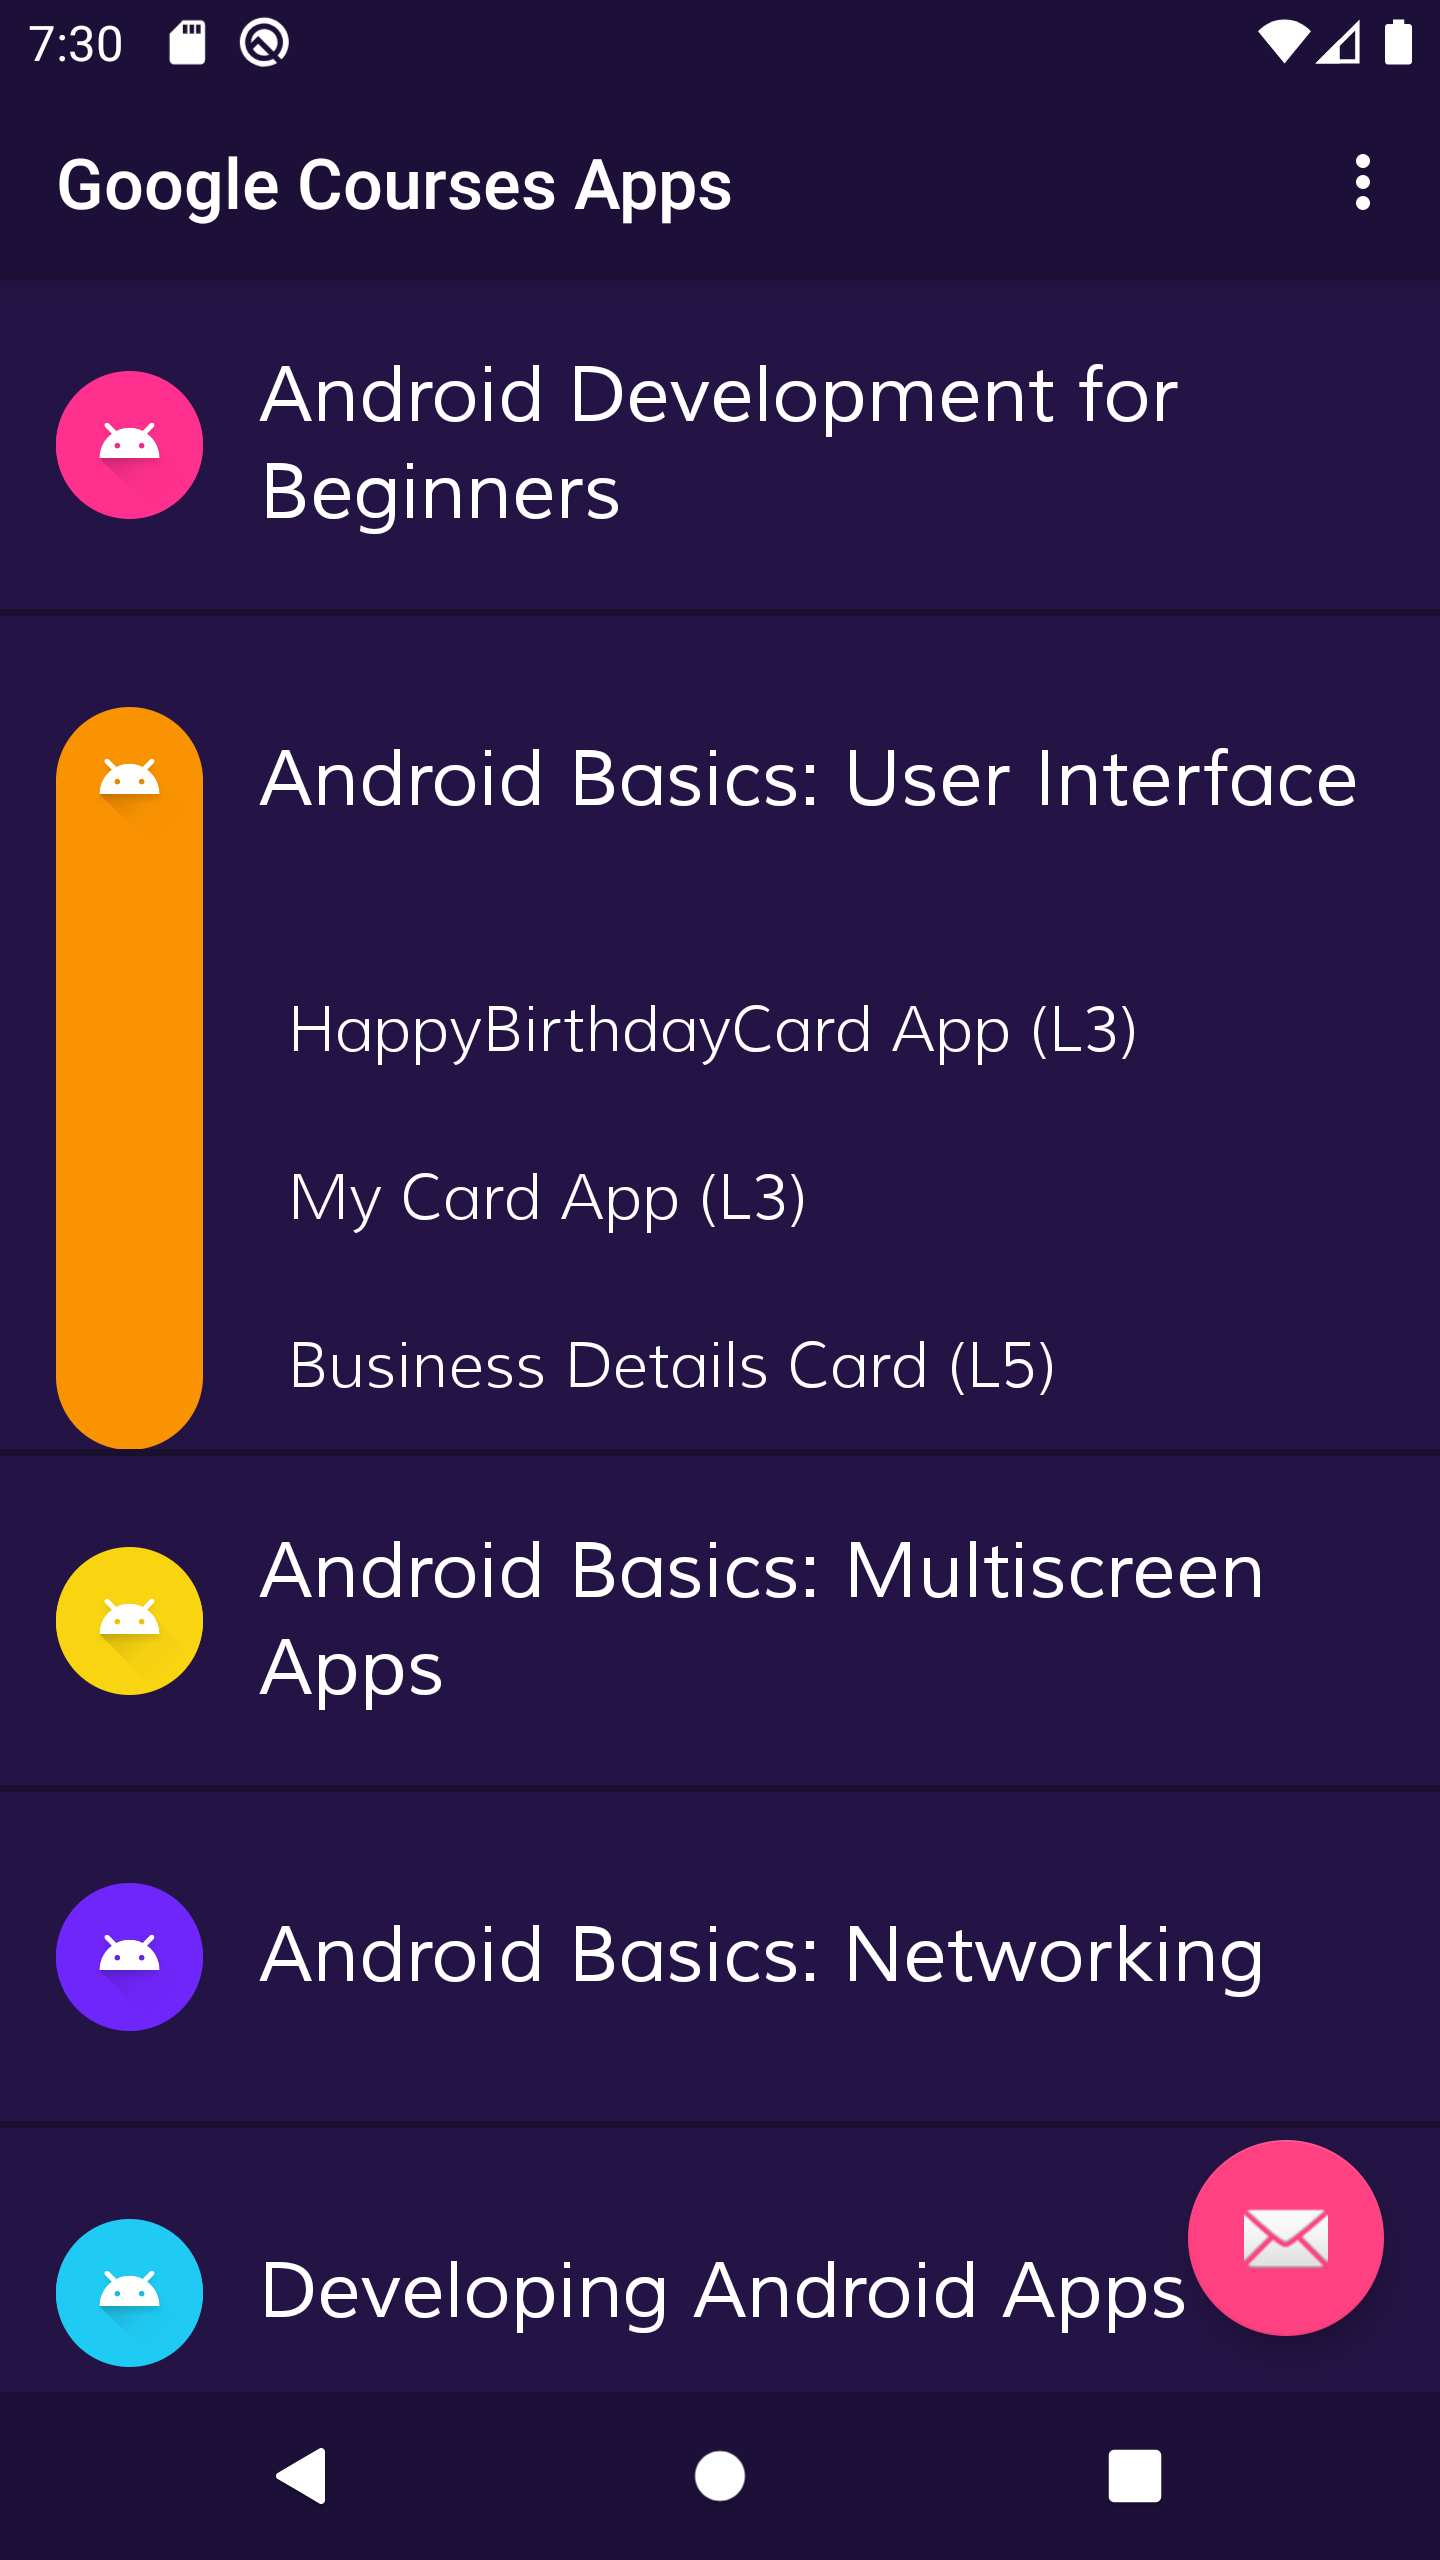 7:30
Google Courses Apps
Android Development for
Beginners
Android Basics: User Interface
HappyBirthdayCard App (L3)
My Card App (L3)
Business Details Card (L5)
Android Basics: Multiscreen
Apps
Android Basics: Networking
Developing Android Apps